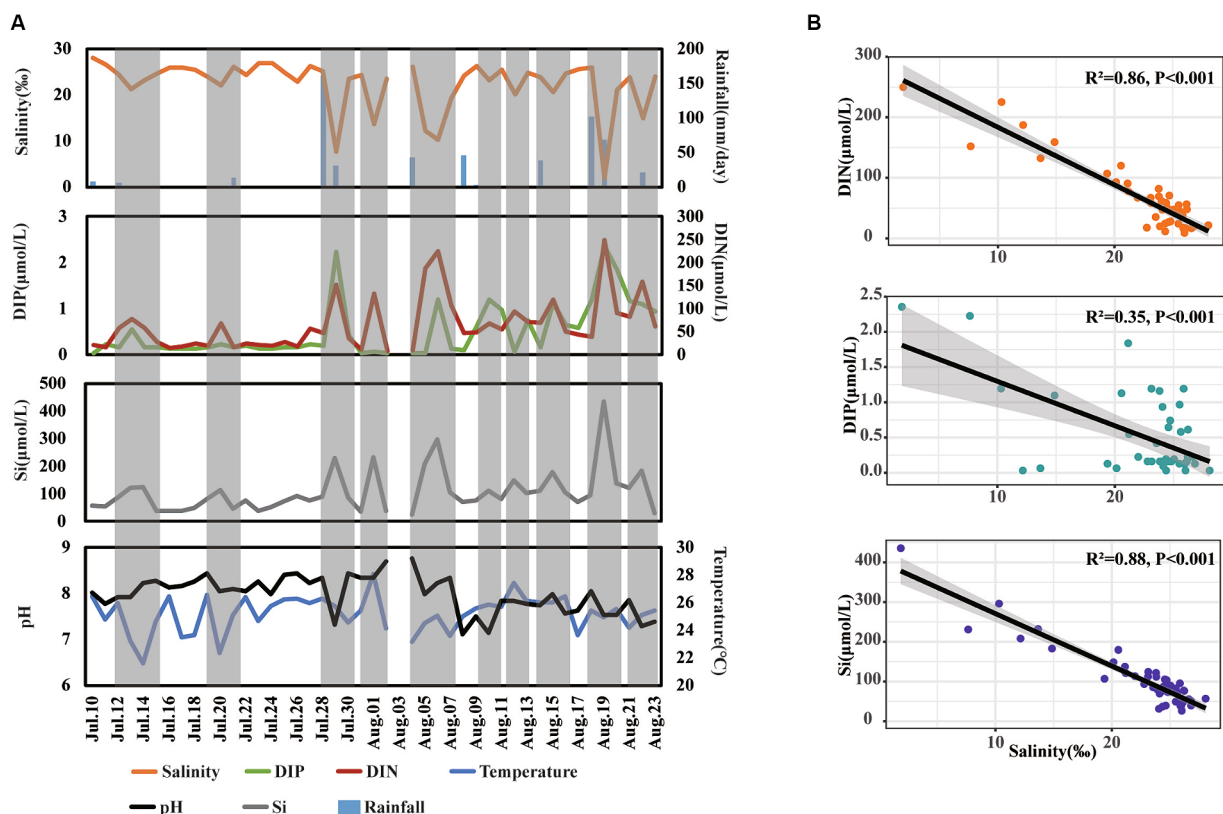 A
Salinity(‰)
30
20
10
0
200
150
100
50
0
Rainfall(mm/day)
DIP(μmol/L)
3
2
1
0
300
250
200
150
100
50
0
DIN(μmol/L)
Si(μmol/L)
500
400
300
200
100
0
pH
9
8
7
6
30
28
26
24
22
20
Temperature(°C)
Jul.10
Jul.12
Jul.14
Jul.16
Jul.18
Jul.20
Jul.22
Jul.24
Jul.26
Jul.28
Jul.30
Aug.01
Aug.03
Aug.05
Aug.07
Aug.09
Aug.11
Aug.13
Aug.15
Aug.17
Aug.19
Aug.21
Aug.23
Salinity DIP DIN Temperature
pH Si Rainfall
B
DIN(μmol/L)
300
200
100
0
R²=0.86, P<0.001
10 20
DIP(μmol/L)
2.5
2.0
1.5
1.0
0.5
0.0
R²=0.35, P<0.001
10 20
Si(μmol/L)
400
300
200
100
0
R²=0.88, P<0.001
10 20
Salinity(‰)